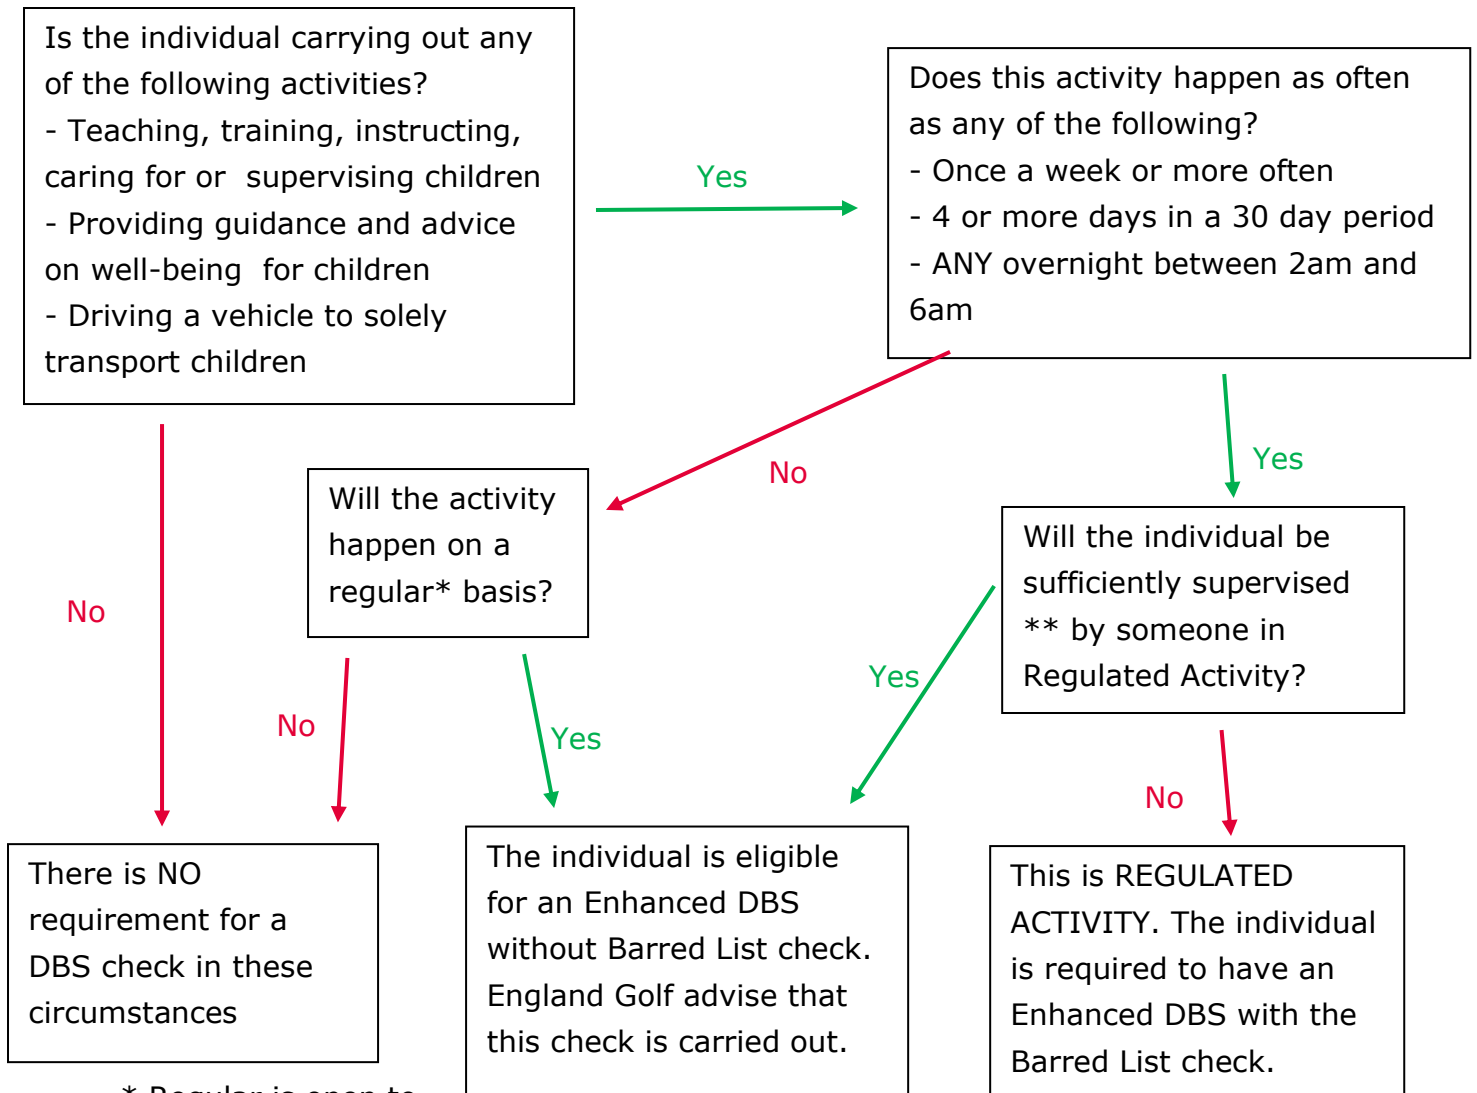 Is the individual carrying out any
of the following activities?
- Teaching, training, instructing,
caring for or supervising children
- Providing guidance and advice
on well-being for children
- Driving a vehicle to solely
transport children
Yes
Does this activity happen as often
as any of the following?
- Once a week or more often
- 4 or more days in a 30 day period
- ANY overnight between 2am and
6am
No
Yes
Will the activity
happen on a
regular* basis?
Will the individual be
sufficiently supervised
** by someone in
Regulated Activity?
No
Yes
No
Yes
No
There is NO
requirement for a
DBS check in these
circumstances
The individual is eligible
for an Enhanced DBS
without Barred List check.
England Golf advise that
this check is carried out.
This is REGULATED
ACTIVITY. The individual
is required to have an
Enhanced DBS with the
Barred List check.
* Regular is open to